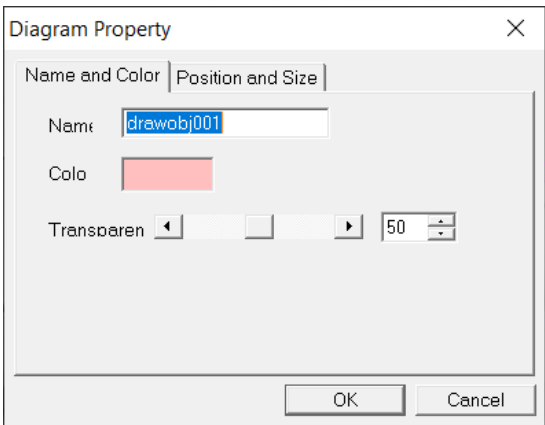 Diagram Property
Name and Color Position and Size
Name drawobj001
Colo
Transparen 50
OK Cancel